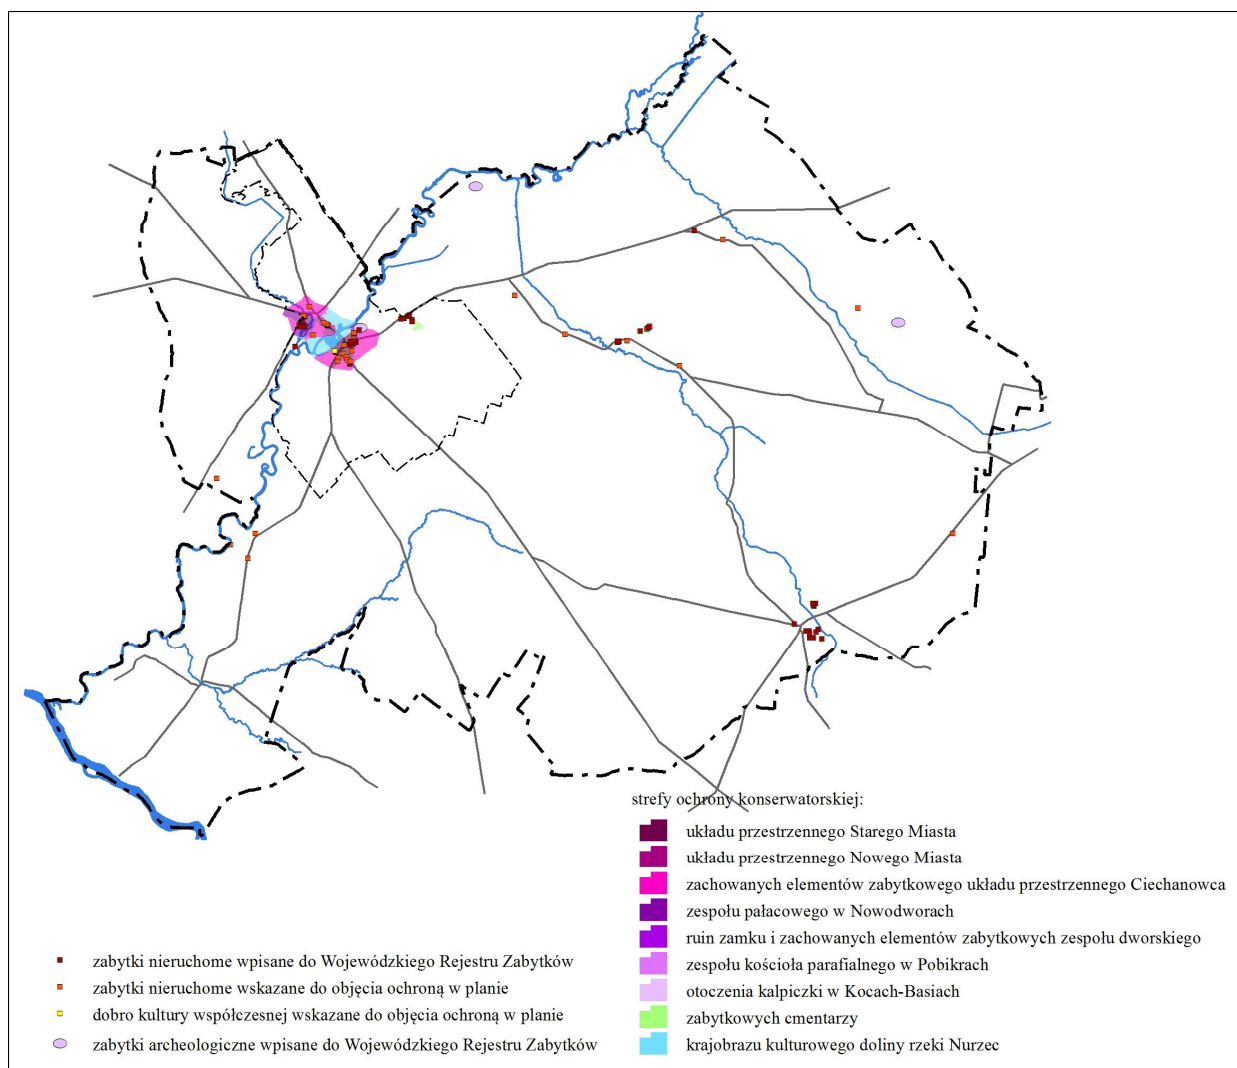 strefy ochrony konserwatorskiej:
układu przestrzennego Starego Miasta
układu przestrzennego Nowego Miasta
zachowanych elementów zabytkowego układu przestrzennego Ciechanowca
zespołu pałacowego w Nowodworach
ruin zamku i zachowanych elementów zabytkowych zespołu dworskiego
zespołu kościoła parafialnego w Pobikrach
otoczenia kalpiczki w Kocach-Basiach
zabytkowych cmentarzy
krajobrazu kulturowego doliny rzeki Nurzec
zabytki nieruchome wpisane do Wojewódzkiego Rejestru Zabytków
zabytki nieruchome wskazane do objęcia ochroną w planie
dobro kultury współczesnej wskazane do objęcia ochroną w planie
zabytki archeologiczne wpisane do Wojewódzkiego Rejestru Zabytków